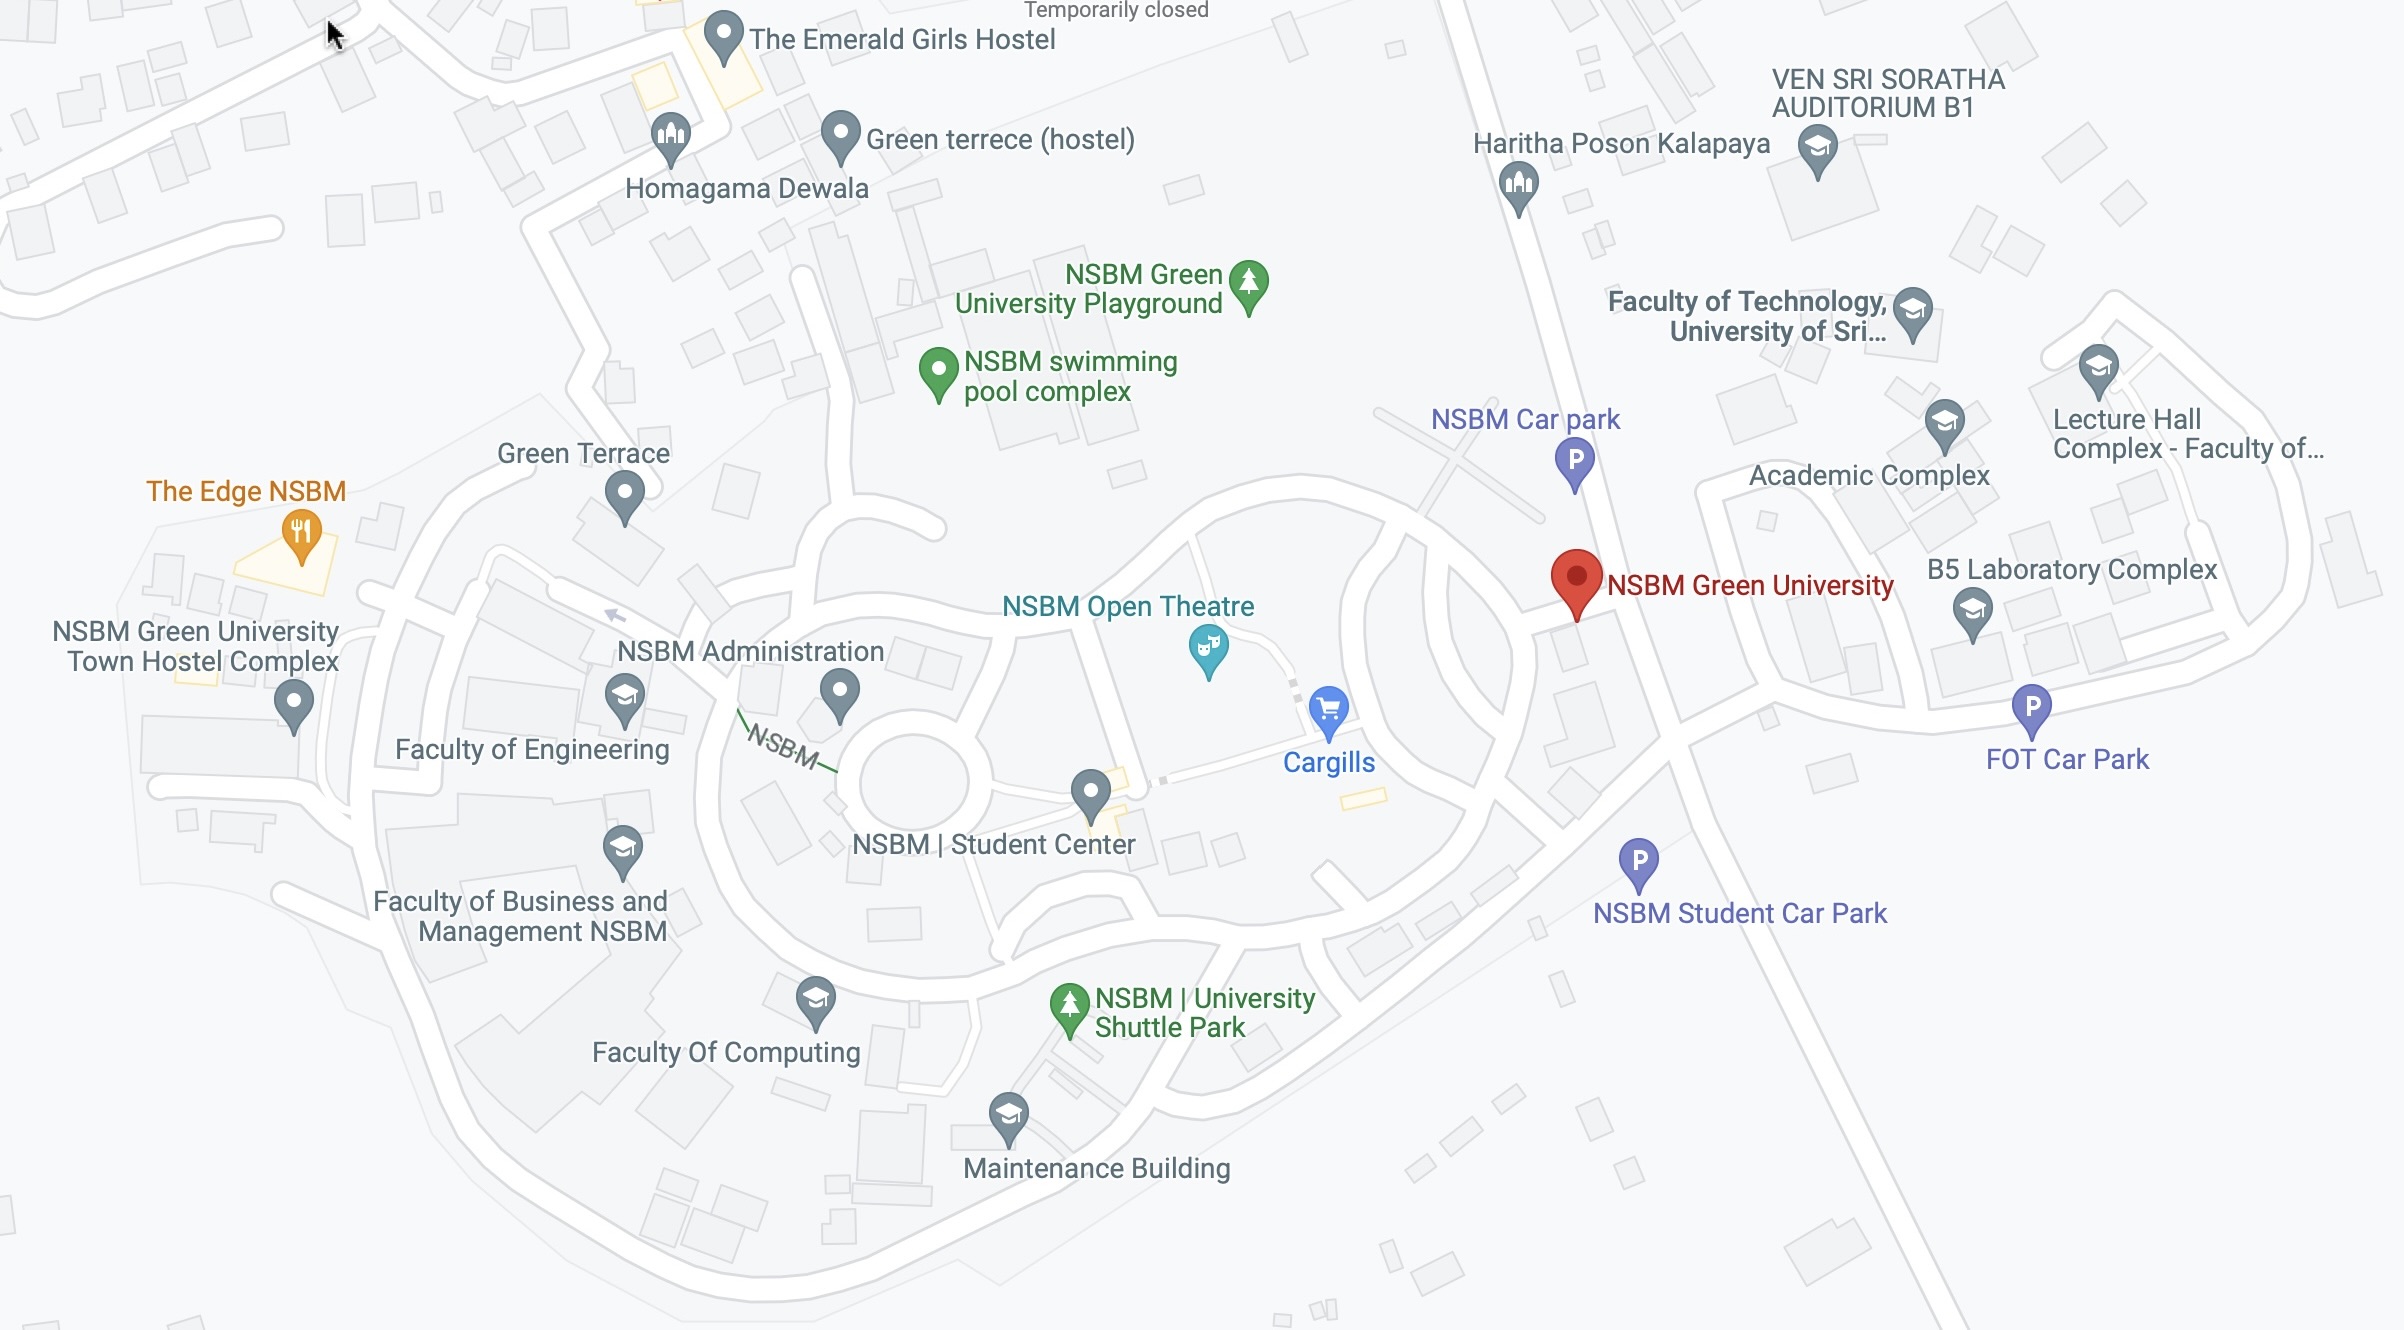 Temporarily closed
The Emerald Girls Hostel
VEN SRI SORATHA
AUDITORIUM B1
Green terrece (hostel)
Haritha Poson Kalapaya
Homagama Dewala
NSBM Green
University Playground
Faculty of Technology,
University of Sri...
NSBM swimming
pool complex
NSBM Car park
P
Lecture Hall
Complex - Faculty of...
Green Terrace
Academic Complex
The Edge NSBM
B5 Laboratory Complex
NSBM Green University
NSBM Open Theatre
NSBM Green University
Town Hostel Complex
NSBM Administration
P
FOT Car Park
Faculty of Engineering
NSBM
Cargills
NSBM | Student Center
P
NSBM Student Car Park
Faculty of Business and
Management NSBM
NSBM | University
Shuttle Park
Faculty Of Computing
Maintenance Building